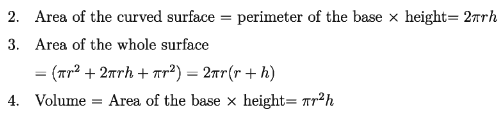 2. Area of the curved surface = perimeter of the base × height= 2πrh
3. Area of the whole surface
= (πr² + 2πrh + πr²) = 2πr(r + h)
4. Volume = Area of the base × height= πr²h